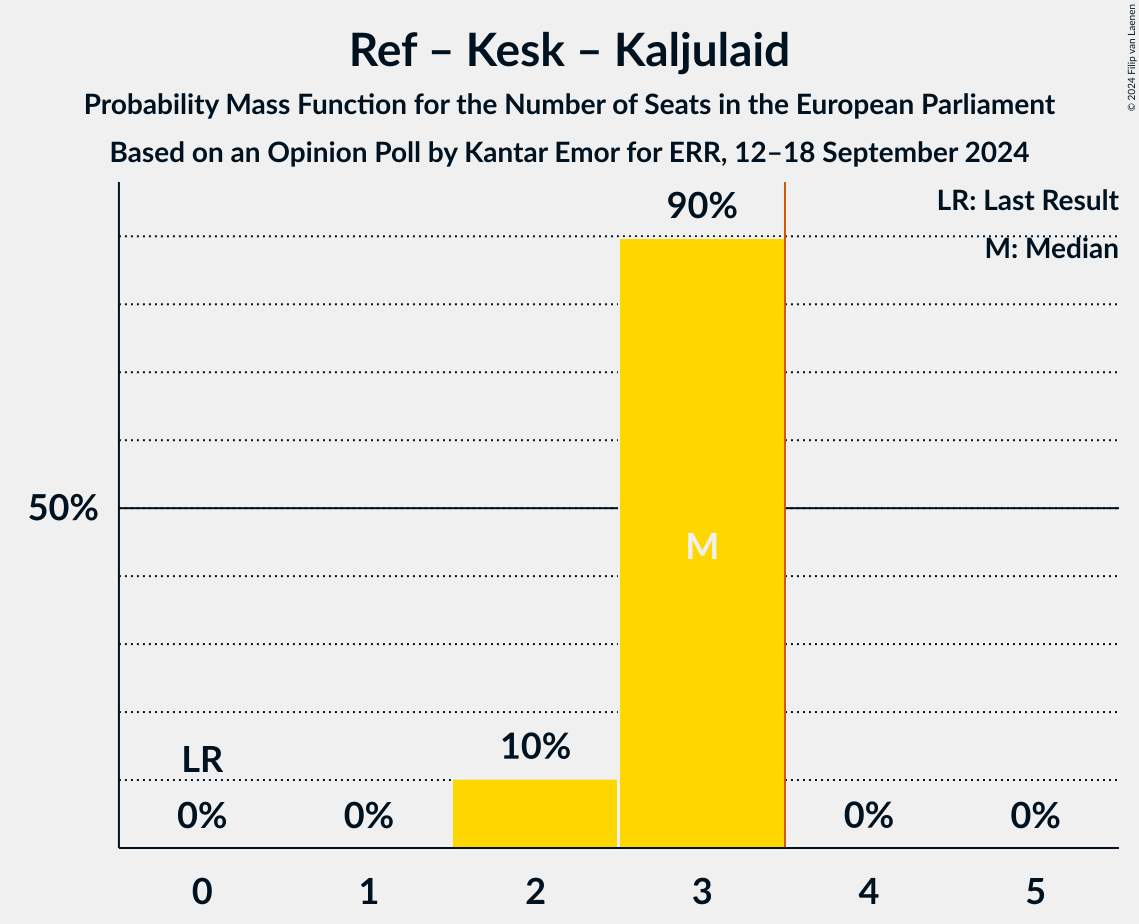 Ref – Kesk – Kaljulaid
Probability Mass Function for the Number of Seats in the European Parliament
Based on an Opinion Poll by Kantar Emor for ERR, 12–18 September 2024
© 2024 Filip van Laenen
LR: Last Result
M: Median
90%
50%
M
10%
LR
0%
0%
0%
0%
0 1 2 3 4 5